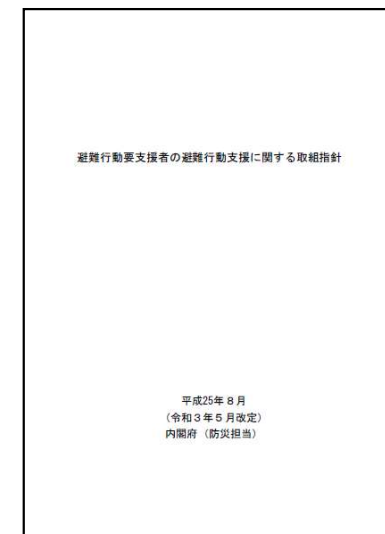 避難行動要支援者の避難行動支援に関する取組指針
平成25年８月
（令和３年５月改定）
内閣府（防災担当）